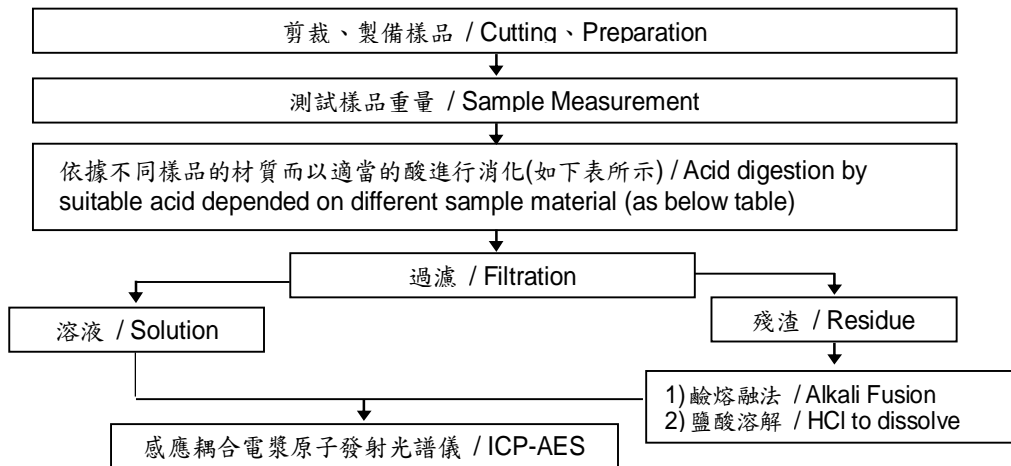 剪裁、製備樣品 / Cutting、Preparation
測試樣品重量 / Sample Measurement
依據不同樣品的材質而以適當的酸進行消化(如下表所示) / Acid digestion by
suitable acid depended on different sample material (as below table)
過濾 / Filtration
溶液 / Solution
殘渣 / Residue
1) 鹼熔融法 / Alkali Fusion
2) 鹽酸溶解 / HCl to dissolve
感應耦合電漿原子發射光譜儀 / ICP-AES